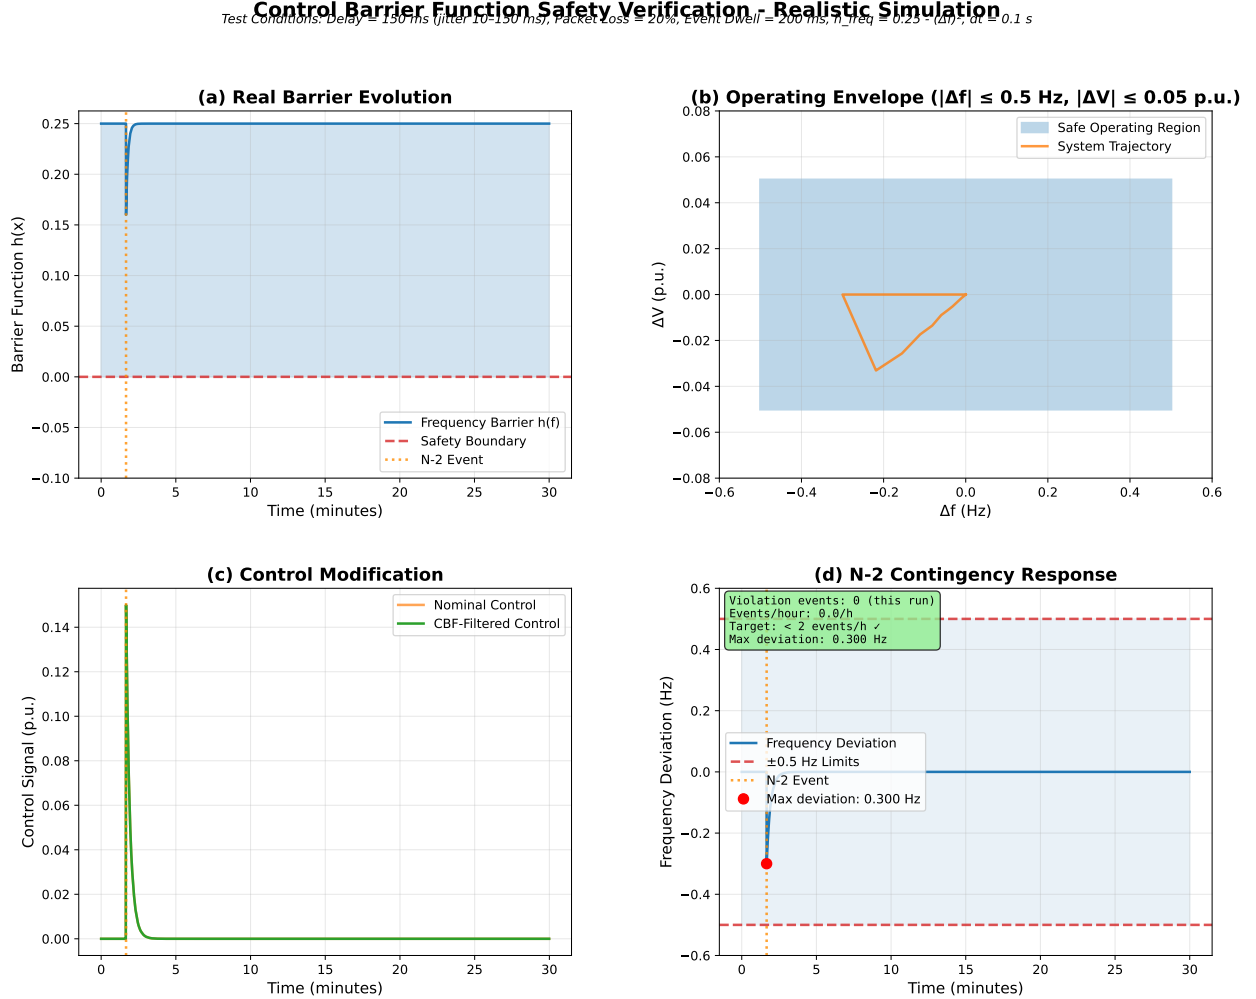 Control Barrier Function Safety Verification - Realistic Simulation
Test Conditions: Delay = 150 ms (jitter 10–150 ms), Packet Loss = 20%, Event Dwell = 200 ms, h_freq = 0.25 - (Δf)², dt = 0.1 s
(a) Real Barrier Evolution
Barrier Function h(x)
0.25
0.20
0.15
0.10
0.05
0.00
−0.05
−0.10
Frequency Barrier h(f)
Safety Boundary
N-2 Event
0 5 10 15 20 25 30
Time (minutes)
(b) Operating Envelope (|Δf| ≤ 0.5 Hz, |ΔV| ≤ 0.05 p.u.)
ΔV (p.u.)
0.08
0.06
0.04
0.02
0.00
−0.02
−0.04
−0.06
−0.08
Safe Operating Region
System Trajectory
−0.6 −0.4 −0.2 0.0 0.2 0.4 0.6
Δf (Hz)
(c) Control Modification
Control Signal (p.u.)
0.14
0.12
0.10
0.08
0.06
0.04
0.02
0.00
Nominal Control
CBF-Filtered Control
0 5 10 15 20 25 30
Time (minutes)
(d) N-2 Contingency Response
Frequency Deviation (Hz)
0.6
0.4
0.2
0.0
−0.2
−0.4
−0.6
Violation events: 0 (this run)
Events/hour: 0.0/h
Target: < 2 events/h ✓
Max deviation: 0.300 Hz
Frequency Deviation
±0.5 Hz Limits
N-2 Event
Max deviation: 0.300 Hz
0 5 10 15 20 25 30
Time (minutes)